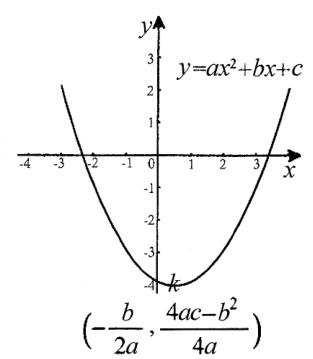 y
3
y=ax²+bx+c
2
1
-4 -3 -2 -1 0 1 2 3 x
-1
-2
-3
-4 k
(-b/2a, 4ac-b²/4a)